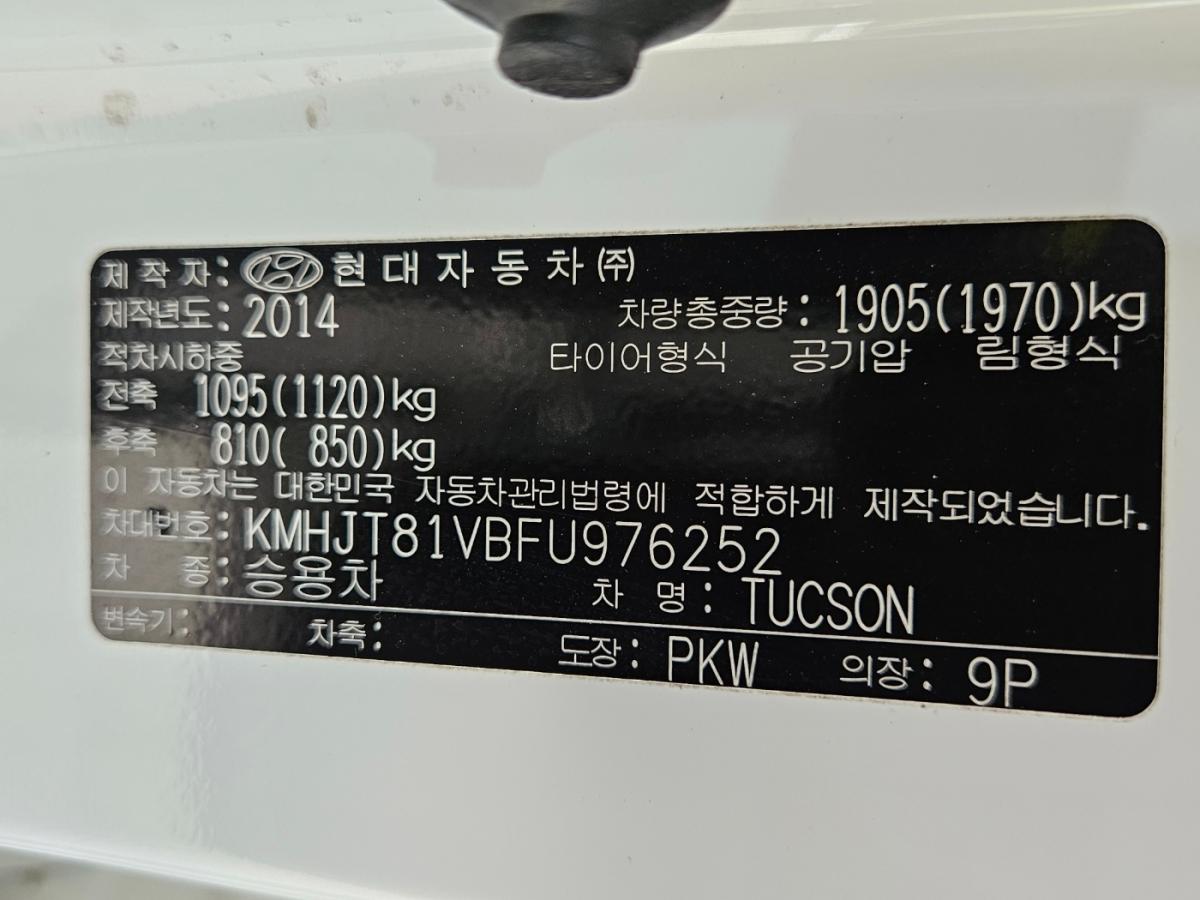 제 작 자 : 현 대 자 동 차 ㈜
제작년도 : 2014 차량총중량 : 1905(1970)kg
적차시하중 타이어형식 공기압 림형식
전축 1095(1120)kg
후축 810( 850)kg
이 자동차는 대한민국 자동차관리법령에 적합하게 제작되었습니다.
차대번호 : KMHJT81VBFU976252
차 종 : 승용차 차 명 : TUCSON
변속기 : 차축 : 도장 : PKW 의장 : 9P